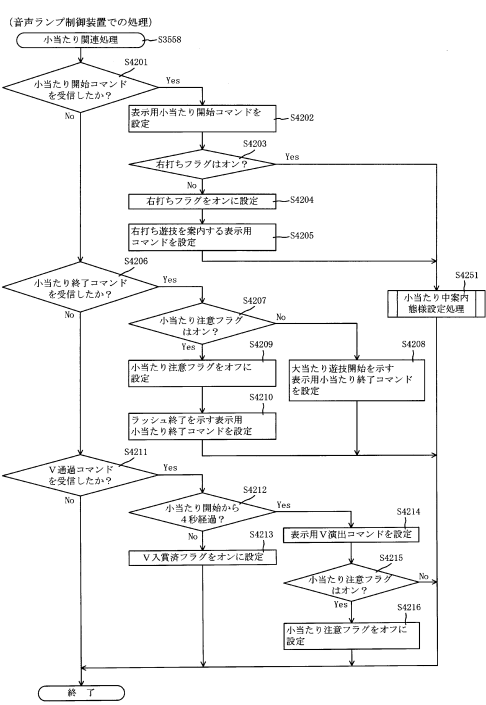 (音声ランプ制御装置での処理)
小当たり関連処理
S3558
S4201
小当たり開始コマンド
を受信したか？
Yes
No
表示用小当たり開始コマンドを
設定
S4202
S4203
右打ちフラグはオン？
Yes
No
右打ちフラグをオンに設定
S4204
右打ち遊技を案内する表示用
コマンドを設定
S4205
S4251
小当たり中案内
態様設定処理
S4206
小当たり終了コマンド
を受信したか？
Yes
No
S4207
小当たり注意フラグ
はオン？
No
Yes
S4209
小当たり注意フラグをオフに
設定
S4208
大当たり遊技開始を示す
表示用小当たり終了コマンド
を設定
S4210
ラッシュ終了を示す表示用
小当たり終了コマンドを設定
S4211
V通過コマンド
を受信したか？
Yes
No
S4212
小当たり開始から
4秒経過？
Yes
No
S4213
V入賞済フラグをオンに設定
S4214
表示用V演出コマンドを設定
S4215
小当たり注意フラグ
はオン？
No
Yes
S4216
小当たり注意フラグをオフに
設定
終 了